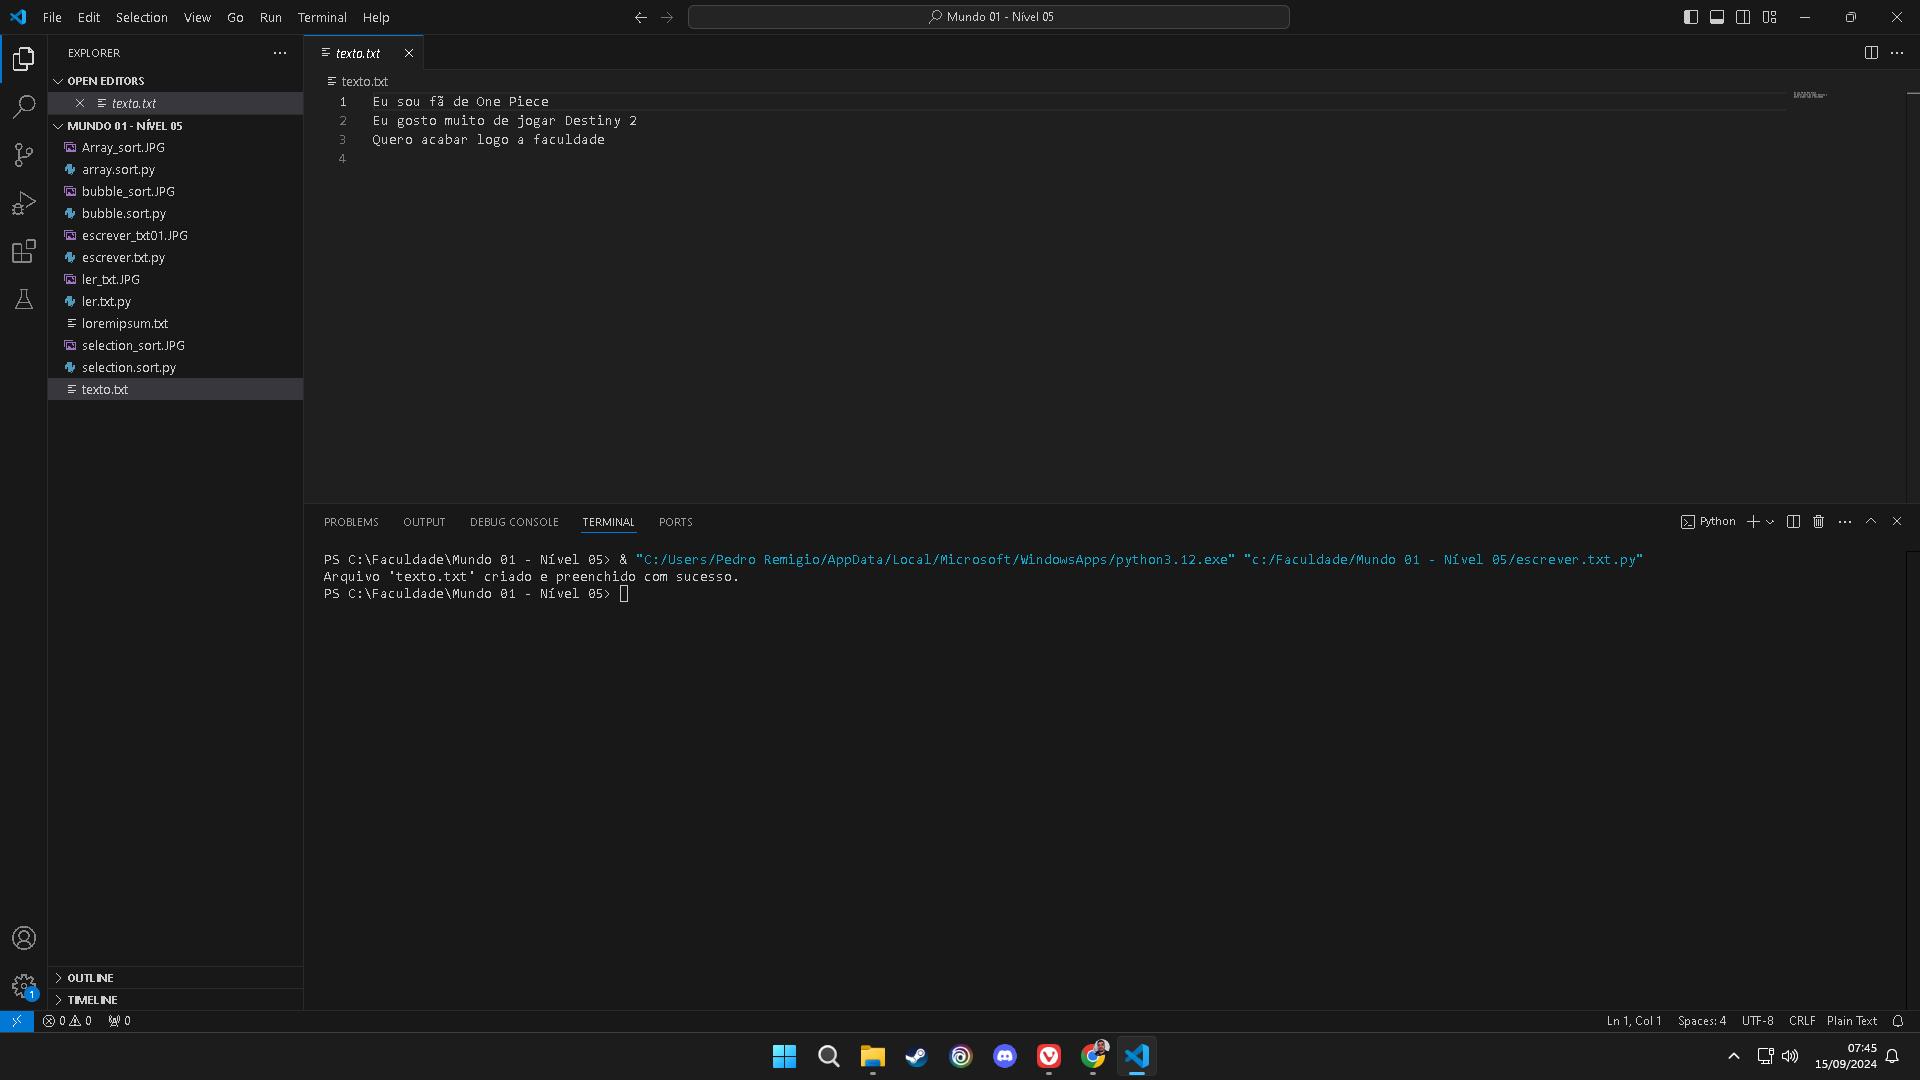 File Edit Selection View Go Run Terminal Help
Mundo 01 - Nível 05
EXPLORER
OPEN EDITORS
texto.txt
MUNDO 01 - NÍVEL 05
Array_sort.JPG
array.sort.py
bubble_sort.JPG
bubble.sort.py
escrever_txt01.JPG
escrever.txt.py
ler_txt.JPG
ler.txt.py
loremipsum.txt
selection_sort.JPG
selection.sort.py
texto.txt
OUTLINE
TIMELINE
texto.txt
texto.txt
1 Eu sou fã de One Piece
2 Eu gosto muito de jogar Destiny 2
3 Quero acabar logo a faculdade
4
PROBLEMS OUTPUT DEBUG CONSOLE TERMINAL PORTS
Python
PS C:\Faculdade\Mundo 01 - Nível 05> & "C:/Users/Pedro Remigio/AppData/Local/Microsoft/WindowsApps/python3.12.exe" "c:/Faculdade/Mundo 01 - Nível 05/escrever.txt.py"
Arquivo 'texto.txt' criado e preenchido com sucesso.
PS C:\Faculdade\Mundo 01 - Nível 05>
1
0 0 0
Ln 1, Col 1 Spaces: 4 UTF-8 CRLF Plain Text
07:45
15/09/2024